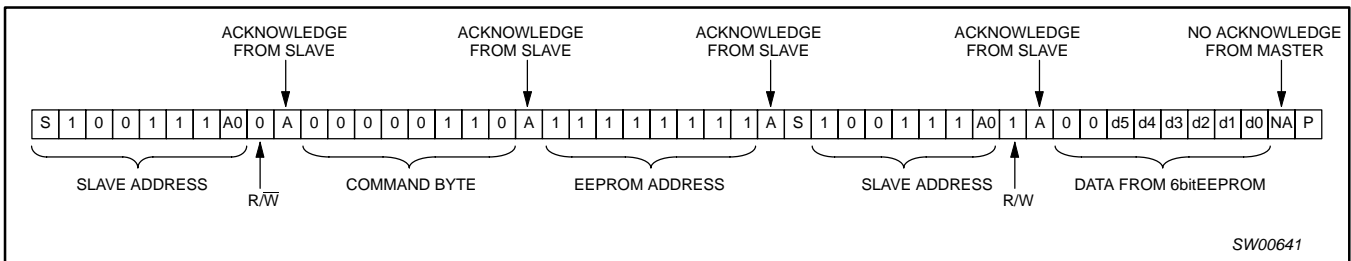 ACKNOWLEDGE
FROM SLAVE
ACKNOWLEDGE
FROM SLAVE
ACKNOWLEDGE
FROM SLAVE
ACKNOWLEDGE
FROM SLAVE
NO ACKNOWLEDGE
FROM MASTER
S 1 0 0 1 1 1 A0 0 A 0 0 0 0 0 1 1 0 A 1 1 1 1 1 1 1 1 A S 1 0 0 1 1 1 A0 1 A 0 0 d5 d4 d3 d2 d1 d0 NA P
SLAVE ADDRESS
R/W̅
COMMAND BYTE
EEPROM ADDRESS
SLAVE ADDRESS
R/W
DATA FROM 6bitEEPROM
SW00641